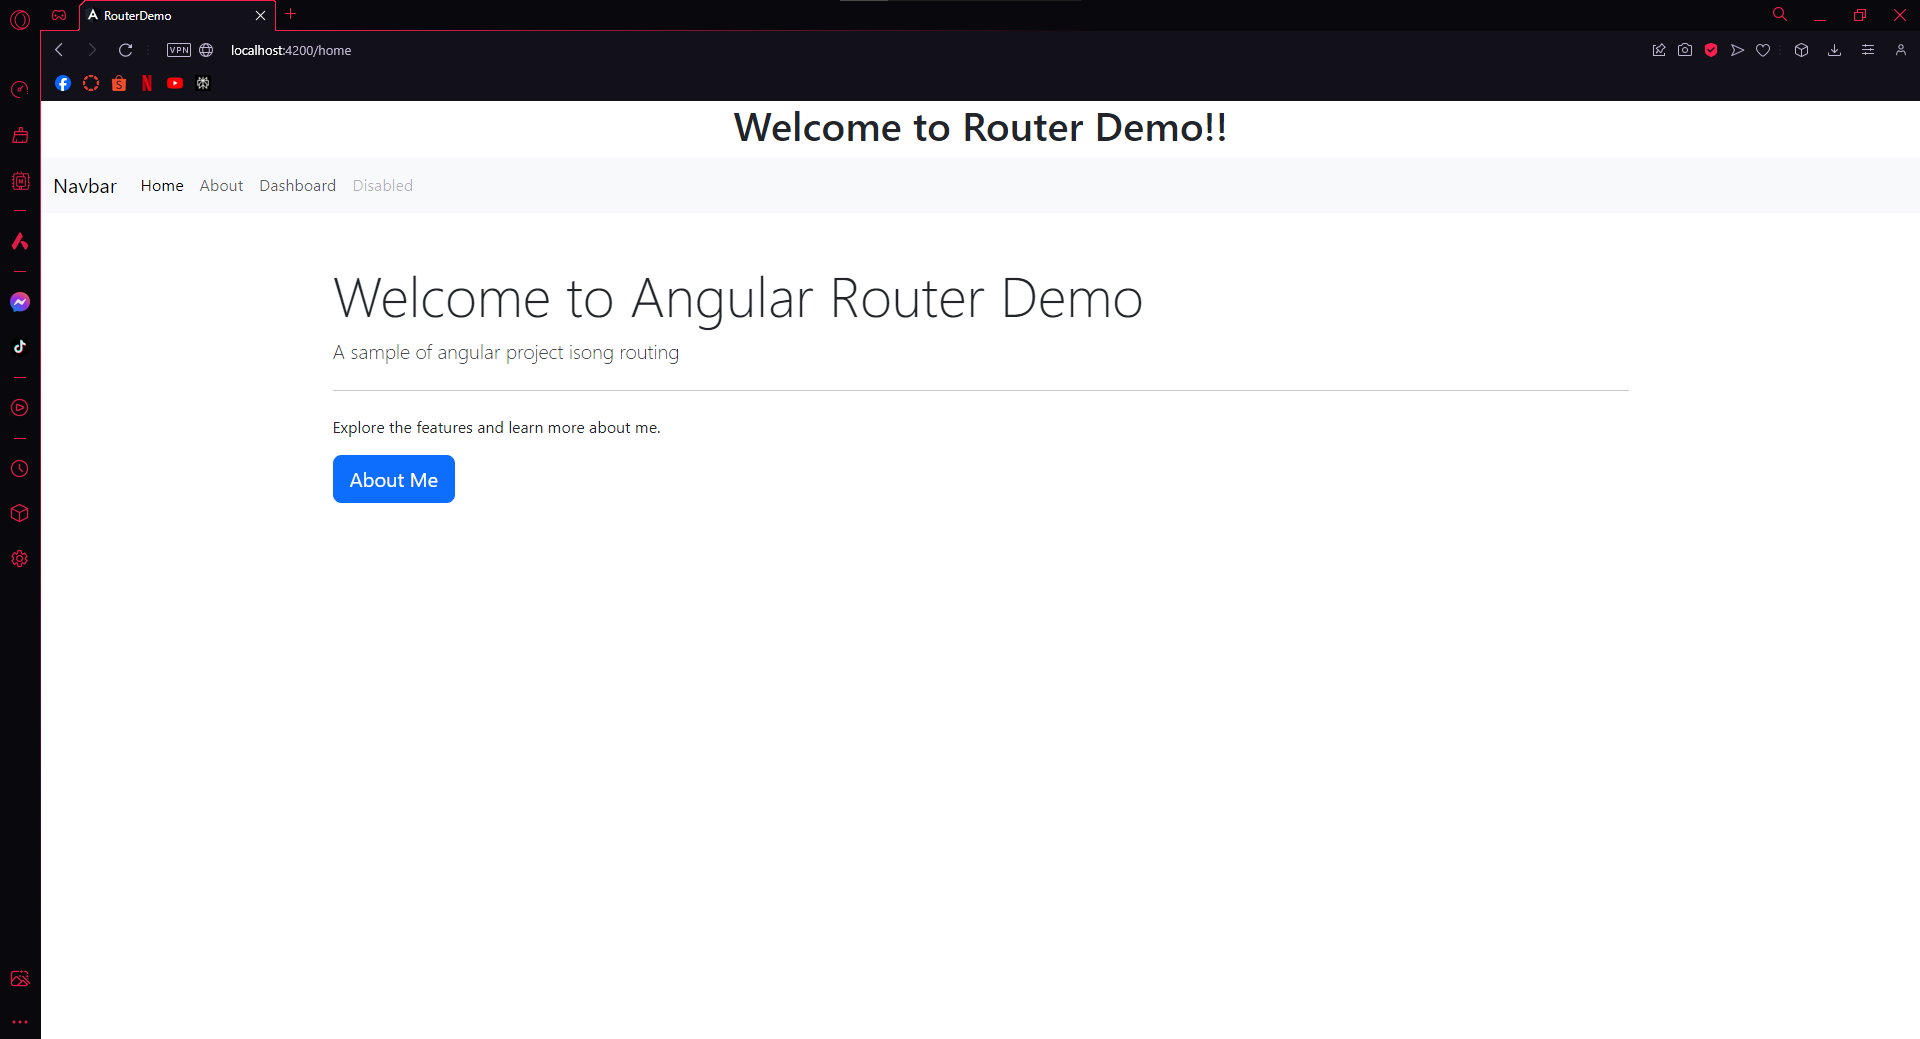 RouterDemo
VPN
localhost:4200/home
Welcome to Router Demo!!
Navbar Home About Dashboard Disabled
Welcome to Angular Router Demo
A sample of angular project isong routing
Explore the features and learn more about me.
About Me